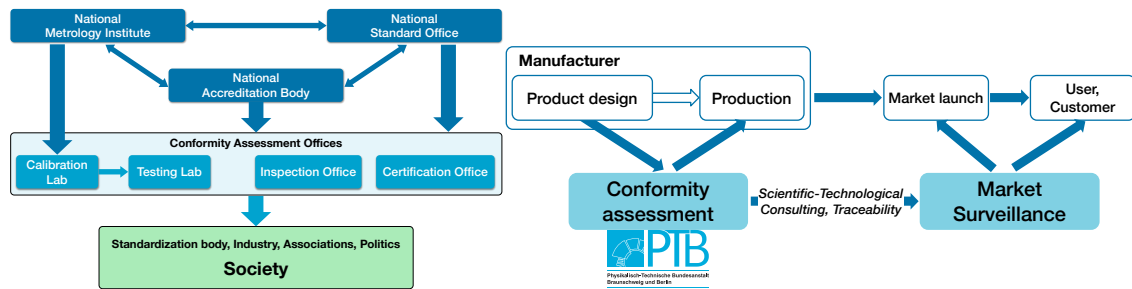 National
Metrology Institute
National
Standard Office
National
Accreditation Body
Conformity Assessment Offices
Calibration
Lab
Testing Lab
Inspection Office
Certification Office
Standardization body, Industry, Associations, Politics
Society
Manufacturer
Product design
Production
Market launch
User,
Customer
Conformity
assessment
Scientific-Technological
Consulting, Traceability
Market
Surveillance
PTB
Physikalisch-Technische Bundesanstalt
Braunschweig und Berlin